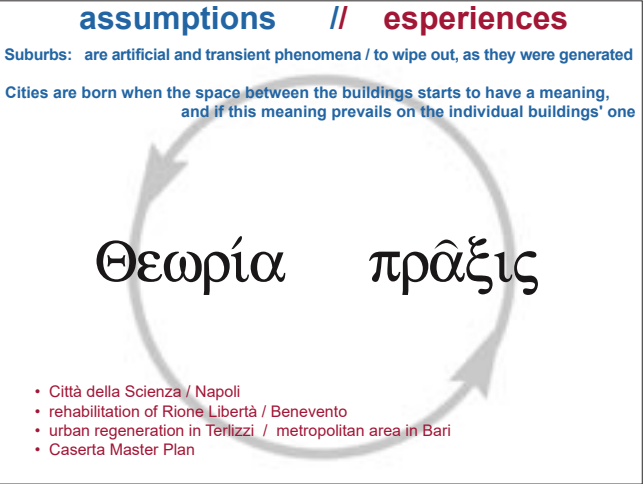 assumptions // esperiences
Suburbs: are artificial and transient phenomena / to wipe out, as they were generated
Cities are born when the space between the buildings starts to have a meaning,
and if this meaning prevails on the individual buildings' one
Θεωρία πρᾶξις
• Città della Scienza / Napoli
• rehabilitation of Rione Libertà / Benevento
• urban regeneration in Terlizzi / metropolitan area in Bari
• Caserta Master Plan